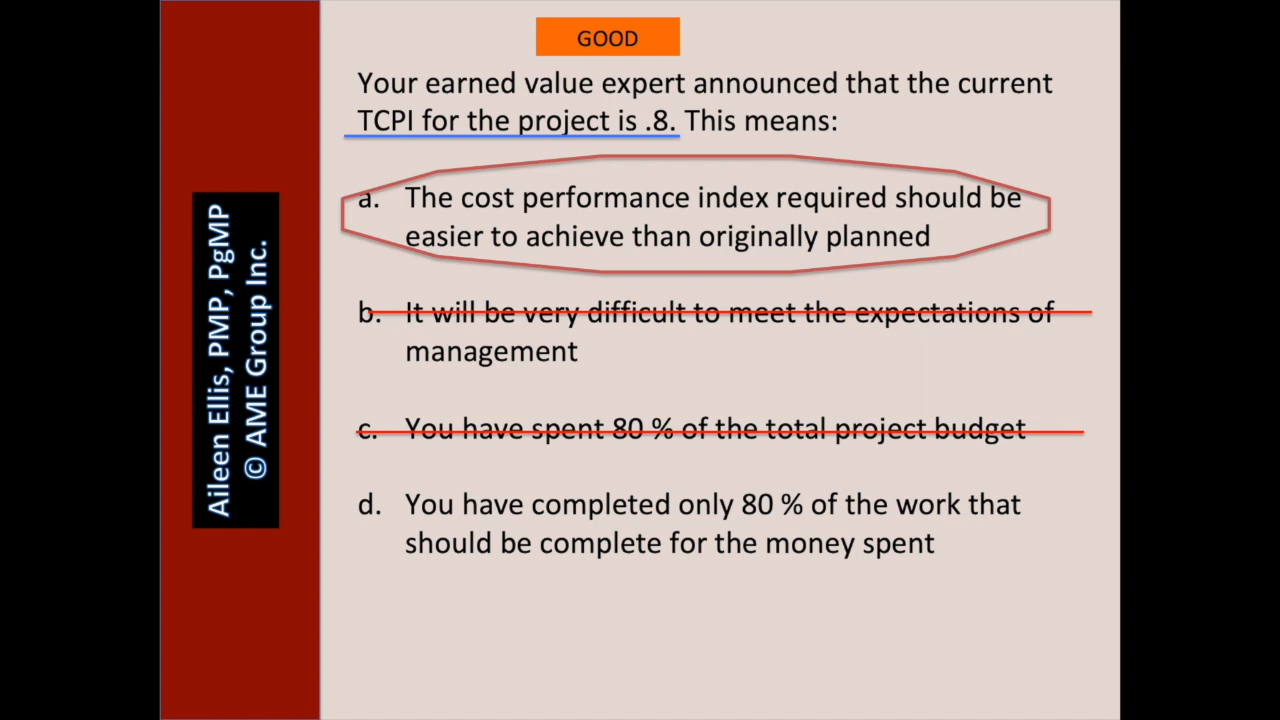 GOOD
Your earned value expert announced that the current
TCPI for the project is .8. This means:
a. The cost performance index required should be
easier to achieve than originally planned
b. It will be very difficult to meet the expectations of
management
c. You have spent 80 % of the total project budget
d. You have completed only 80 % of the work that
should be complete for the money spent
Aileen Ellis, PMP, PgMP
© AME Group Inc.